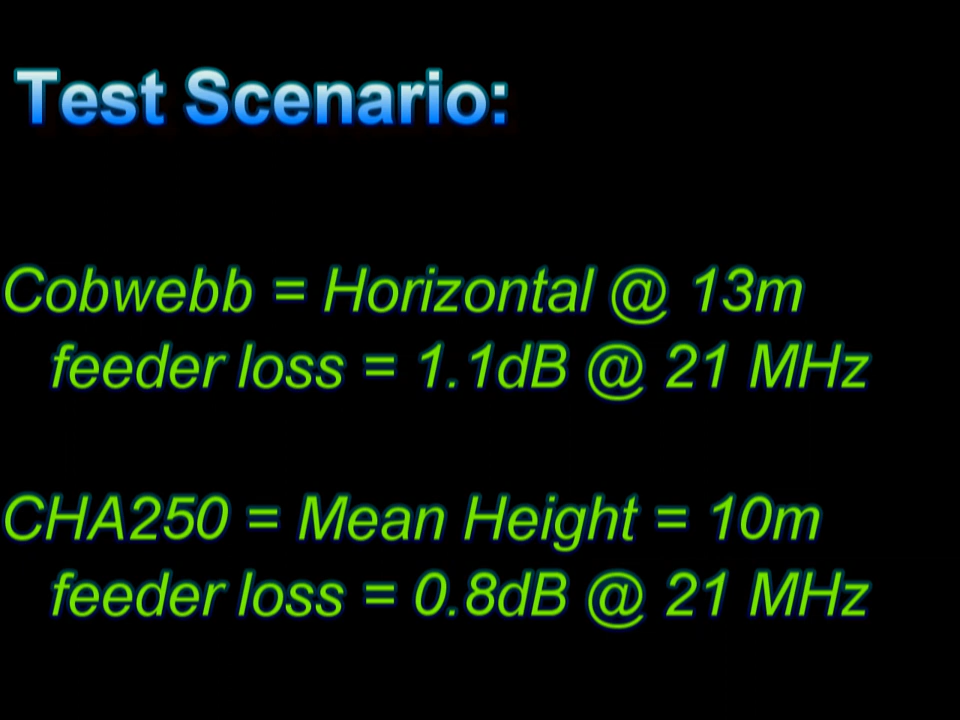 Test Scenario:
Cobwebb = Horizontal @ 13m
feeder loss = 1.1dB @ 21 MHz
CHA250 = Mean Height = 10m
feeder loss = 0.8dB @ 21 MHz